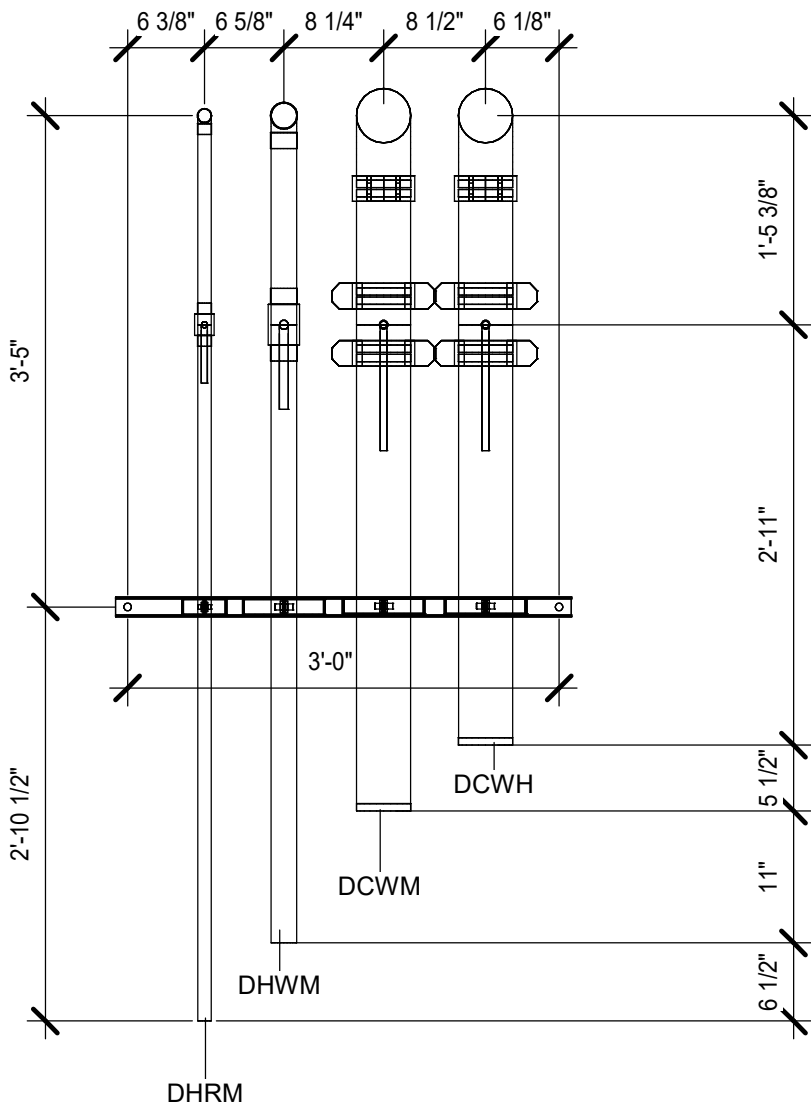 6 3/8" 6 5/8" 8 1/4" 8 1/2" 6 1/8"
1'-5 3/8"
3'-5"
2'-11"
3'-0"
DCWH
5 1/2"
2'-10 1/2"
DCWM
11"
DHWM
6 1/2"
DHRM